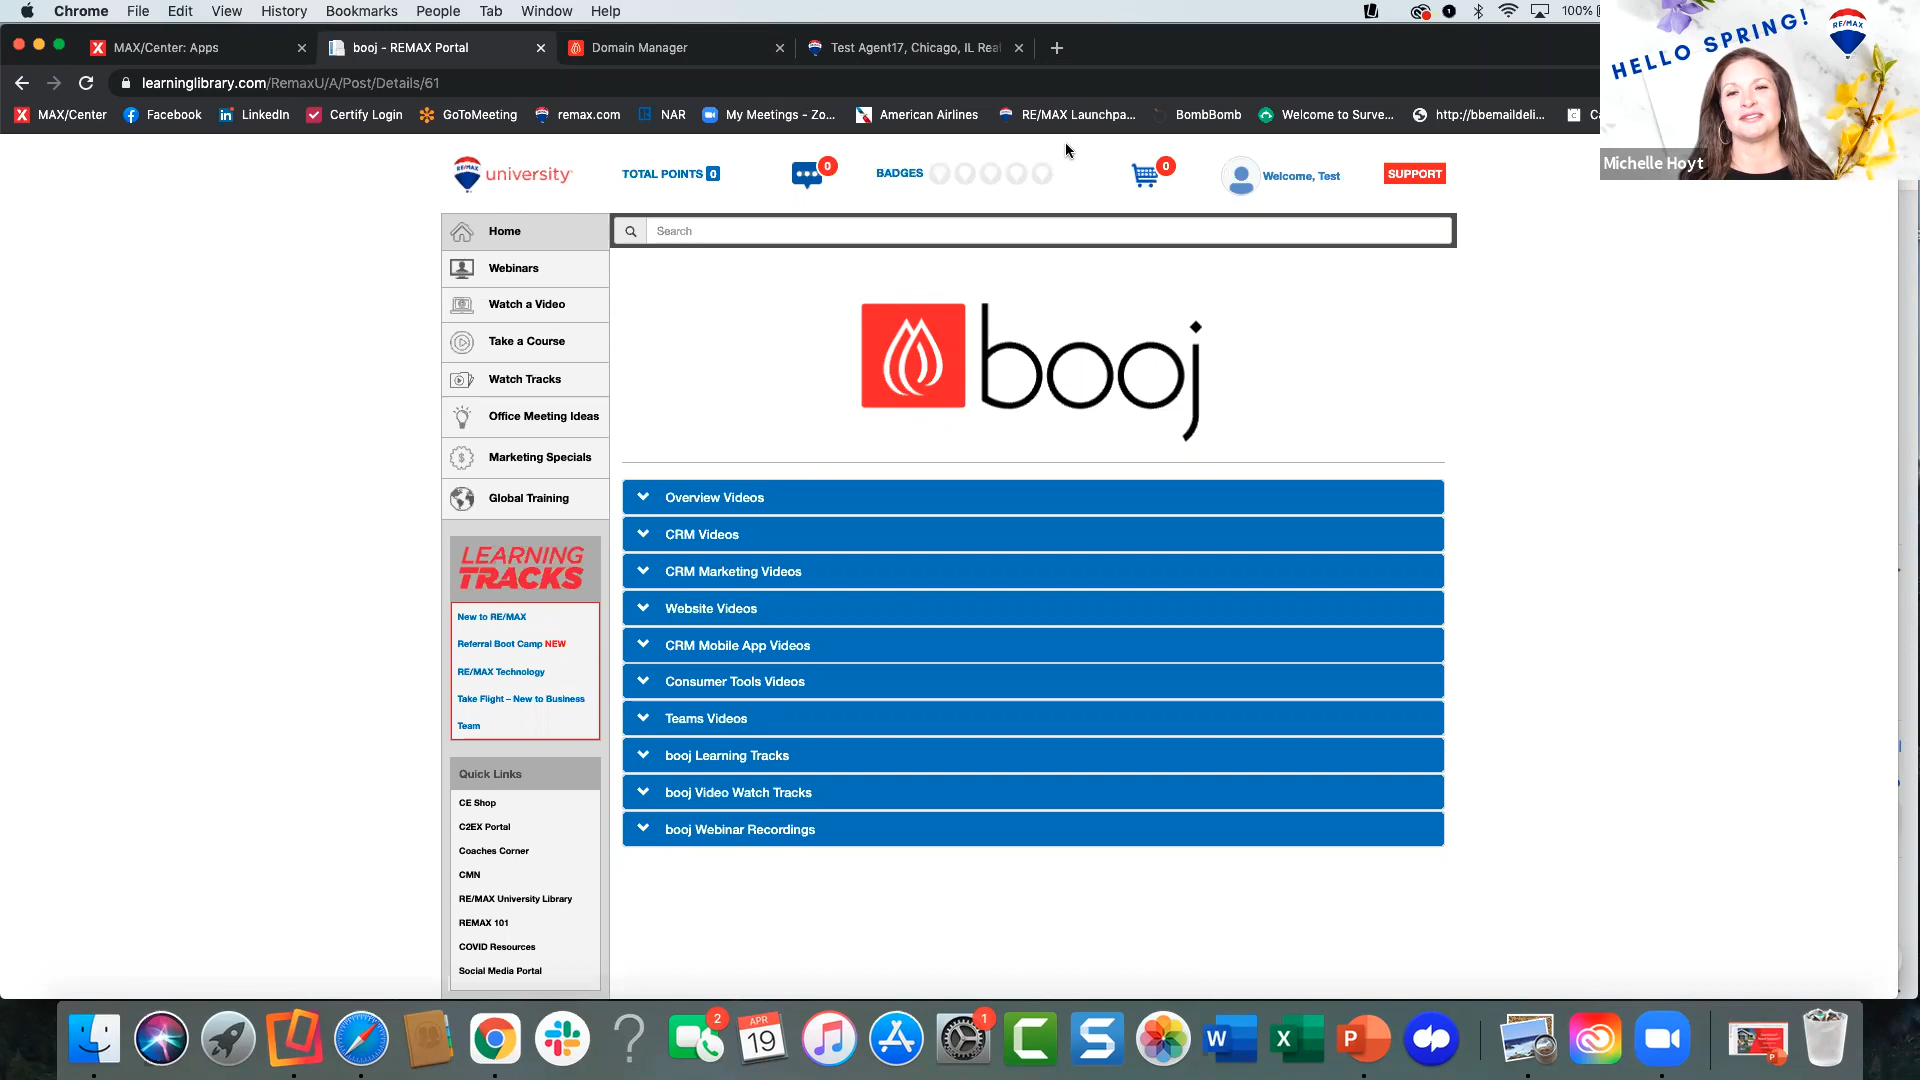 Chrome File Edit View History Bookmarks People Tab Window Help
1 100%
MAX/Center: Apps booj - REMAX Portal Domain Manager Test Agent17, Chicago, IL Real
learninglibrary.com/RemaxU/A/Post/Details/61
MAX/Center Facebook LinkedIn Certify Login GoToMeeting remax.com NAR My Meetings - Zo... American Airlines RE/MAX Launchpa... BombBomb Welcome to Surve... http://bbemaildeli...
HELLO SPRING!
RE/MAX
Michelle Hoyt
RE/MAX university TOTAL POINTS 0 0 BADGES 0 Welcome, Test SUPPORT
Home
Search
Webinars
Watch a Video
Take a Course
Watch Tracks
Office Meeting Ideas
Marketing Specials
Global Training
booj
LEARNING
TRACKS
New to RE/MAX
Referral Boot Camp NEW
RE/MAX Technology
Take Flight – New to Business
Team
Quick Links
CE Shop
C2EX Portal
Coaches Corner
CMN
RE/MAX University Library
REMAX 101
COVID Resources
Social Media Portal
Overview Videos
CRM Videos
CRM Marketing Videos
Website Videos
CRM Mobile App Videos
Consumer Tools Videos
Teams Videos
booj Learning Tracks
booj Video Watch Tracks
booj Webinar Recordings
2 APR 19 1 C S W X P P